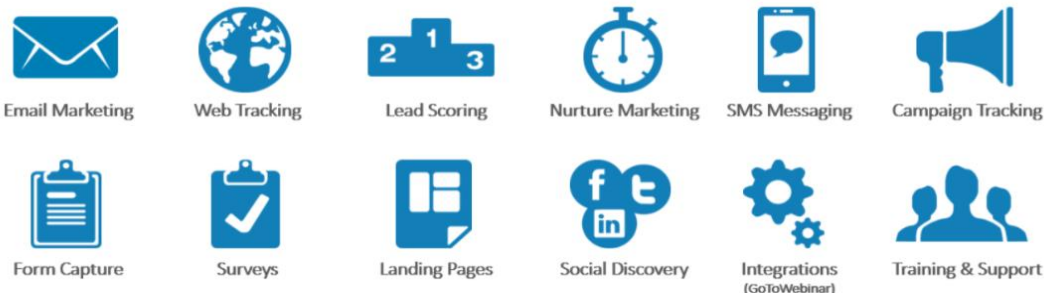 2 1 3
Email Marketing
Web Tracking
Lead Scoring
Nurture Marketing
SMS Messaging
Campaign Tracking
f t
in
Form Capture
Surveys
Landing Pages
Social Discovery
Integrations
(GoToWebinar)
Training & Support